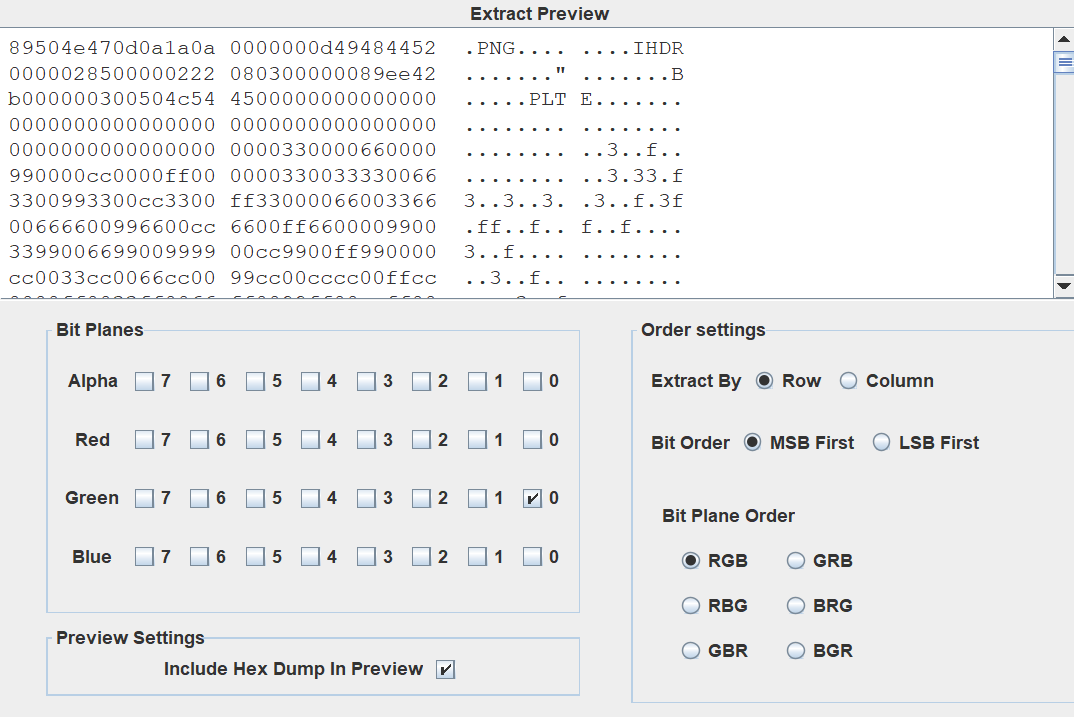 Extract Preview
89504e470d0a1a0a 0000000d49484452 .PNG.... ....IHDR
0000028500000222 080300000089ee42 ......." .......B
b000000300504c54 4500000000000000 .....PLT E.......
0000000000000000 0000000000000000 ........ ........
0000000000000000 0000330000660000 ........ ..3..f..
990000cc0000ff00 0000330033330066 ........ ..3.33.f
3300993300cc3300 ff33000066003366 3..3..3. .3..f.3f
00666600996600cc 6600ff6600009900 .ff..f.. f..f....
3399006699009999 00cc9900ff990000 3..f.... ........
cc0033cc0066cc00 99cc00cccc00ffcc ..3..f.. ........
Bit Planes
Alpha 7 6 5 4 3 2 1 0
Red 7 6 5 4 3 2 1 0
Green 7 6 5 4 3 2 1 0
Blue 7 6 5 4 3 2 1 0
Preview Settings
Include Hex Dump In Preview
Order settings
Extract By Row Column
Bit Order MSB First LSB First
Bit Plane Order
RGB GRB
RBG BRG
GBR BGR